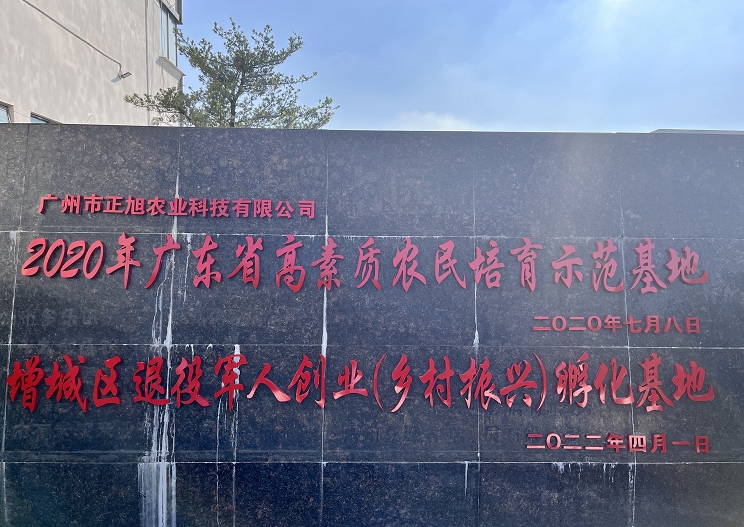 广州市正旭农业科技有限公司
2020年广东省高素质农民培育示范基地
二〇二〇年七月八日
增城区退役军人创业(乡村振兴)孵化基地
二〇二二年四月一日